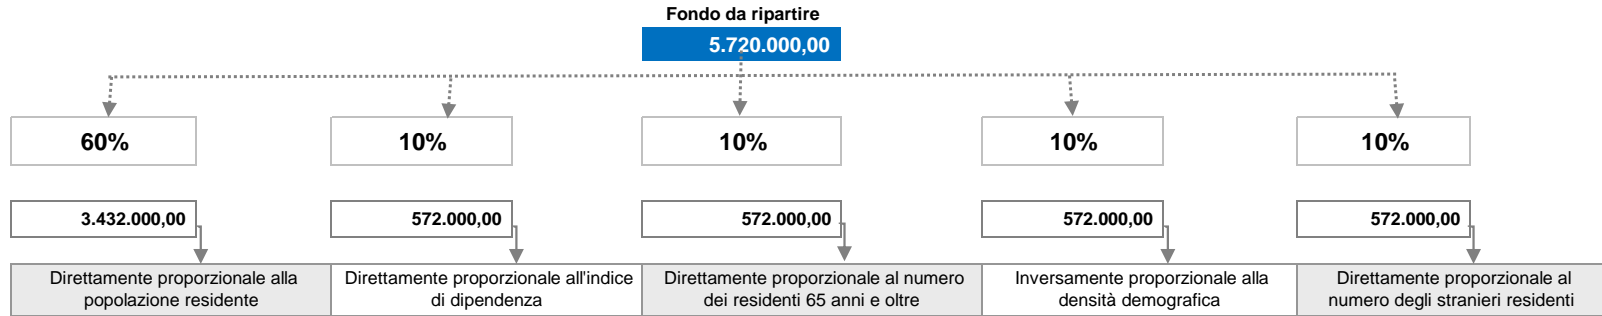 Fondo da ripartire
5.720.000,00
60%
10%
10%
10%
10%
3.432.000,00
572.000,00
572.000,00
572.000,00
572.000,00
Direttamente proporzionale alla
popolazione residente
Direttamente proporzionale all'indice
di dipendenza
Direttamente proporzionale al numero
dei residenti 65 anni e oltre
Inversamente proporzionale alla
densità demografica
Direttamente proporzionale al
numero degli stranieri residenti